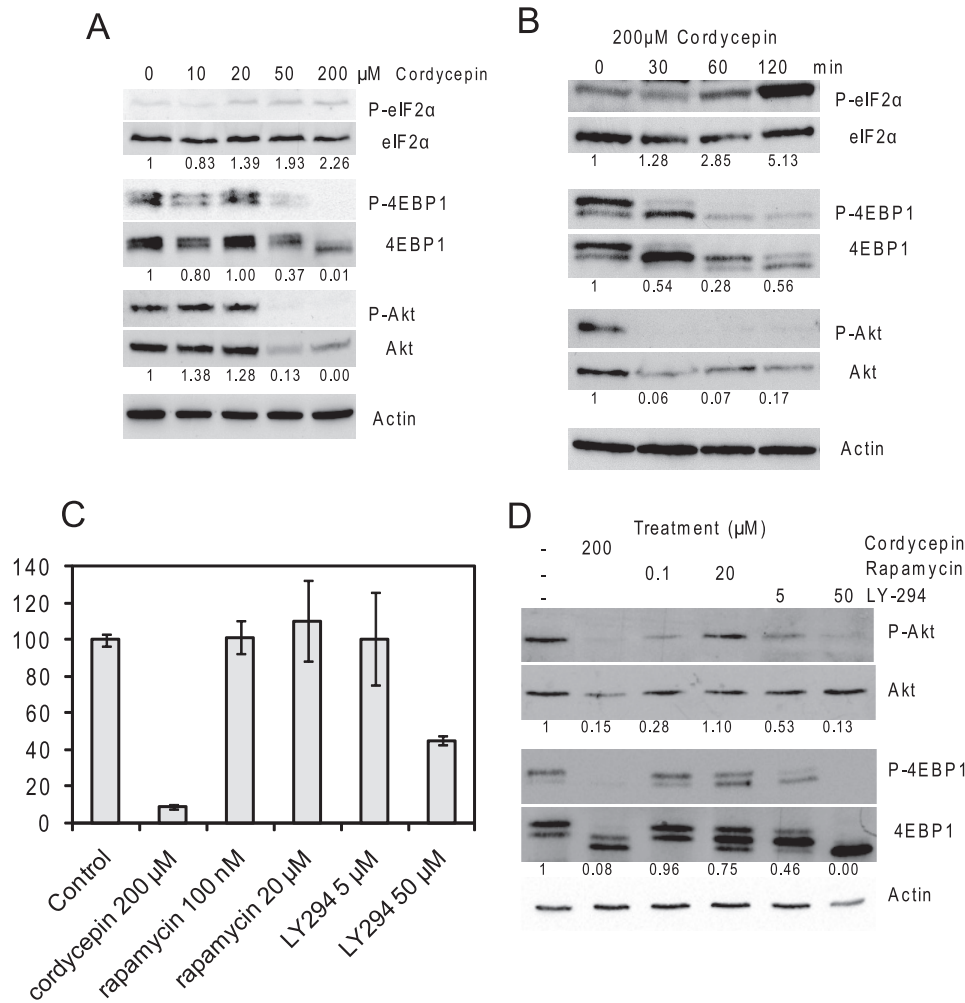 A
0 10 20 50 200 µM Cordycepin
P-eIF2α
eIF2α
1 0.83 1.39 1.93 2.26
P-4EBP1
4EBP1
1 0.80 1.00 0.37 0.01
P-Akt
Akt
1 1.38 1.28 0.13 0.00
Actin
B
200µM Cordycepin
0 30 60 120 min
P-eIF2α
eIF2α
1 1.28 2.85 5.13
P-4EBP1
4EBP1
1 0.54 0.28 0.56
P-Akt
Akt
1 0.06 0.07 0.17
Actin
C
140
120
100
80
60
40
20
0
Control
cordycepin 200 µM
rapamycin 100 nM
rapamycin 20 µM
LY294 5 µM
LY294 50 µM
D
Treatment (µM)
- 200 Cordycepin
- 0.1 20 Rapamycin
- 5 50 LY-294
P-Akt
Akt
1 0.15 0.28 1.10 0.53 0.13
P-4EBP1
4EBP1
1 0.08 0.96 0.75 0.46 0.00
Actin